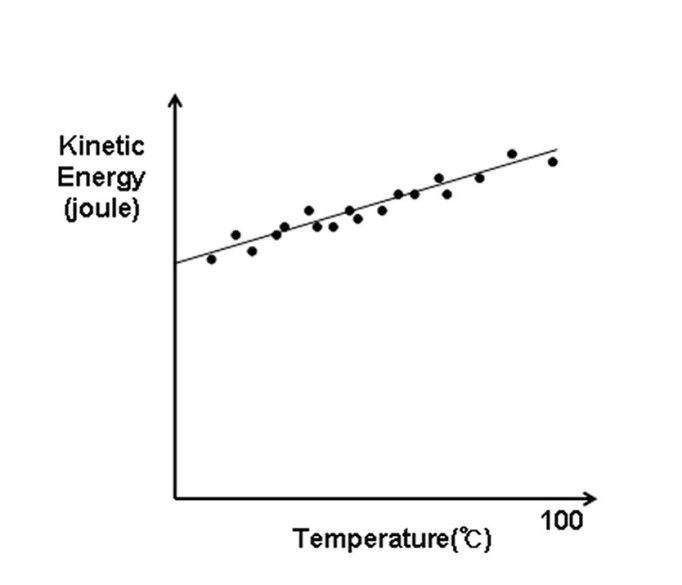 Kinetic
Energy
(joule)
100
Temperature(℃)